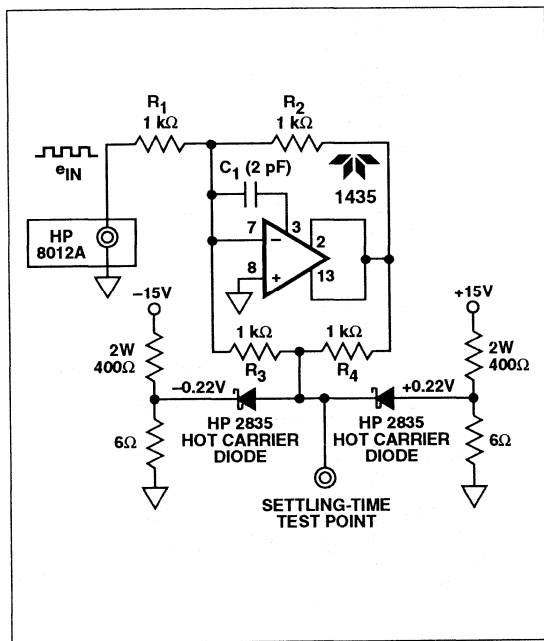 R1
1 kΩ
R2
1 kΩ
eIN
C1 (2 pF)
1435
HP
8012A
7
3
2
–
8
+
13
–15V
+15V
2W
400Ω
1 kΩ
R3
1 kΩ
R4
2W
400Ω
–0.22V
+0.22V
6Ω
HP 2835
HOT CARRIER
DIODE
HP 2835
HOT CARRIER
DIODE
6Ω
SETTLING-TIME
TEST POINT